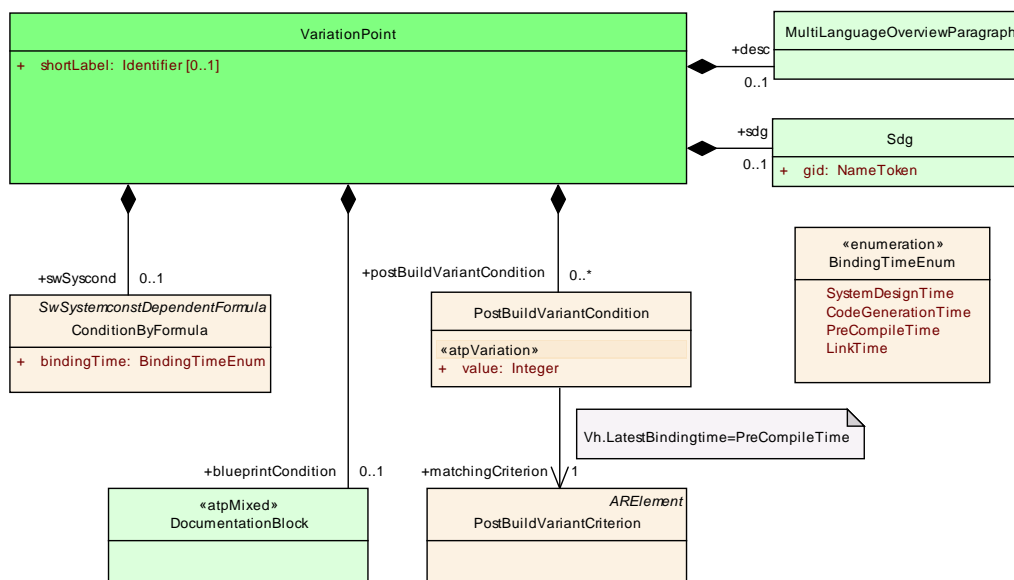 VariationPoint
+ shortLabel: Identifier [0..1]
MultiLanguageOverviewParagraph
+desc
0..1
+sdg
0..1
Sdg
+ gid: NameToken
+swSyscond 0..1
+postBuildVariantCondition 0..*
SwSystemconstDependentFormula
ConditionByFormula
+ bindingTime: BindingTimeEnum
PostBuildVariantCondition
«atpVariation»
+ value: Integer
«enumeration»
BindingTimeEnum
SystemDesignTime
CodeGenerationTime
PreCompileTime
LinkTime
Vh.LatestBindingtime=PreCompileTime
+blueprintCondition 0..1
+matchingCriterion 1
«atpMixed»
DocumentationBlock
ARElement
PostBuildVariantCriterion